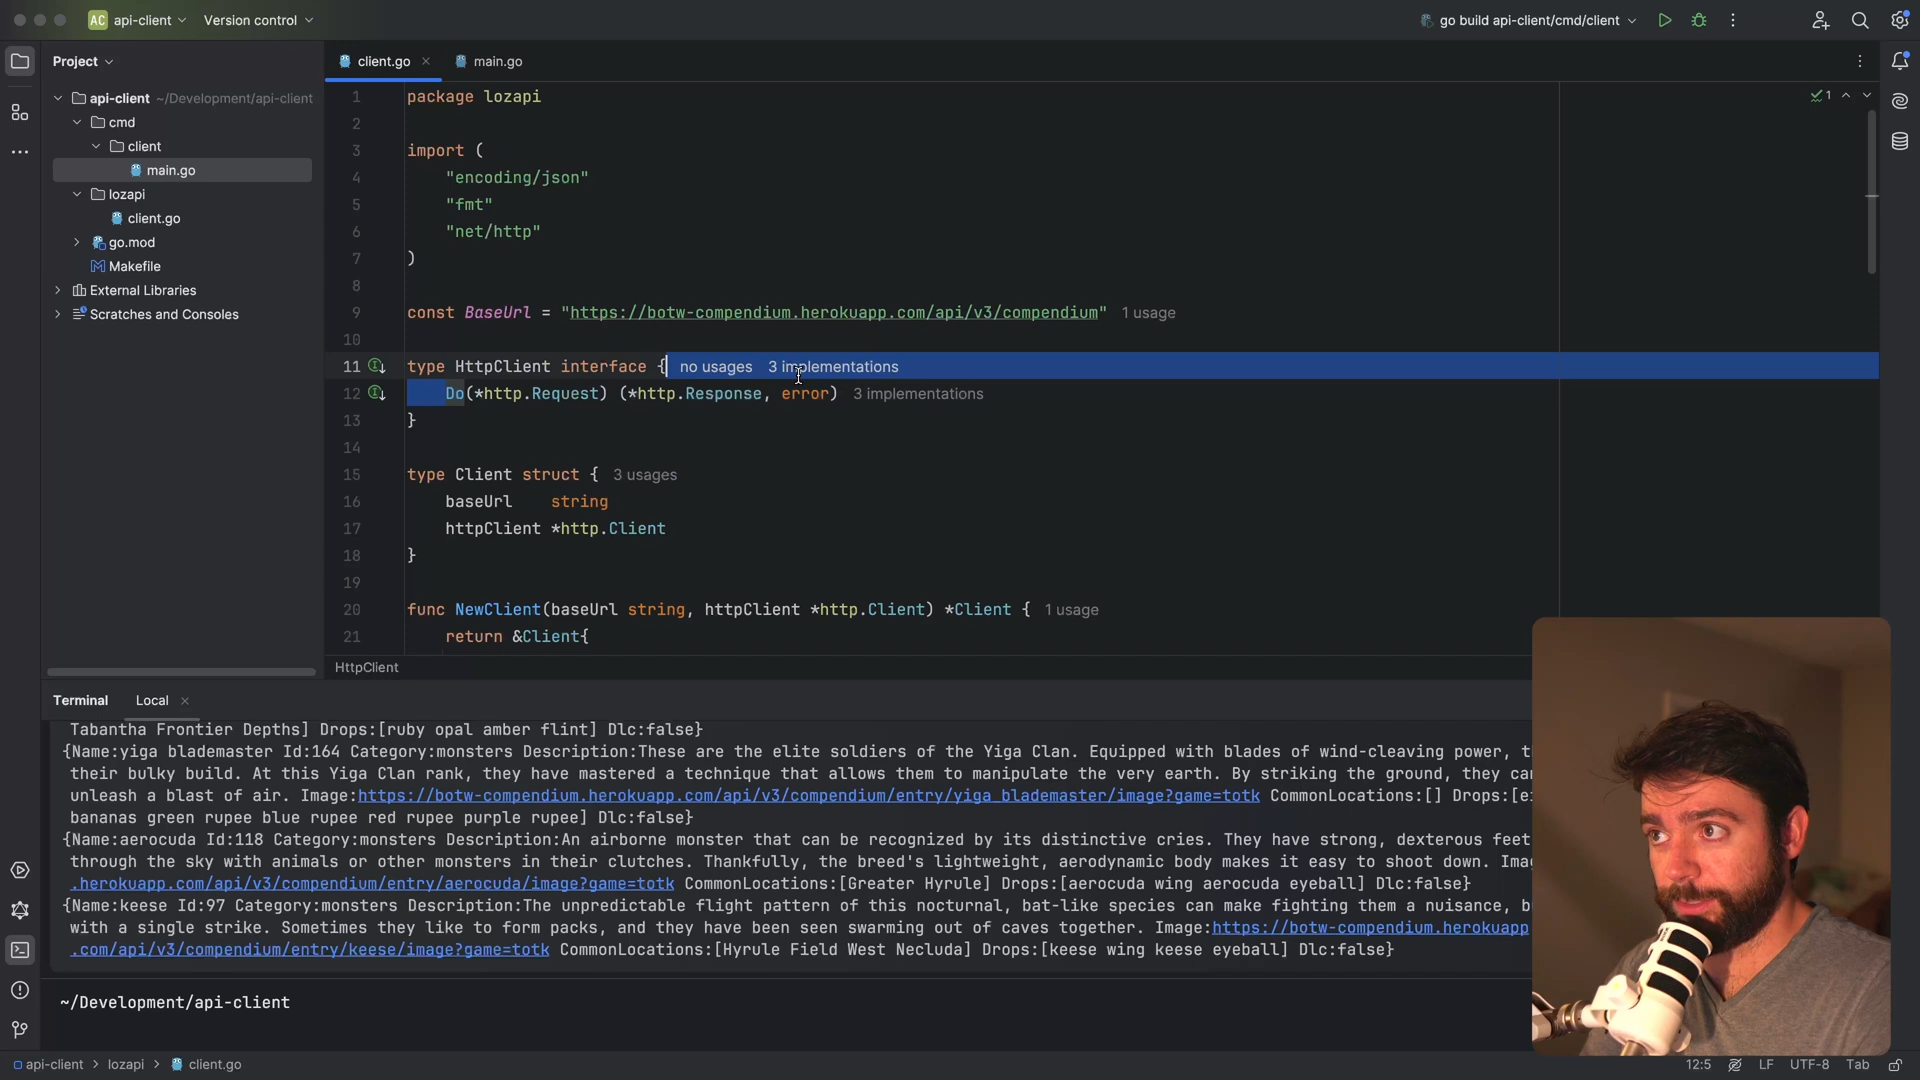 AC api-client Version control go build api-client/cmd/client
Project
api-client ~/Development/api-client
cmd
client
main.go
lozapi
client.go
go.mod
Makefile
External Libraries
Scratches and Consoles
client.go main.go
1 package lozapi
2
3 import (
4 "encoding/json"
5 "fmt"
6 "net/http"
7 )
8
9 const BaseUrl = "https://botw-compendium.herokuapp.com/api/v3/compendium" 1 usage
10
11 type HttpClient interface { no usages 3 implementations
12 Do(*http.Request) (*http.Response, error) 3 implementations
13 }
14
15 type Client struct { 3 usages
16 baseUrl string
17 httpClient *http.Client
18 }
19
20 func NewClient(baseUrl string, httpClient *http.Client) *Client { 1 usage
21 return &Client{
1
HttpClient
Terminal Local
Tabantha Frontier Depths] Drops:[ruby opal amber flint] Dlc:false}
{Name:yiga blademaster Id:164 Category:monsters Description:These are the elite soldiers of the Yiga Clan. Equipped with blades of wind-cleaving power, t
their bulky build. At this Yiga Clan rank, they have mastered a technique that allows them to manipulate the very earth. By striking the ground, they ca
unleash a blast of air. Image:https://botw-compendium.herokuapp.com/api/v3/compendium/entry/yiga_blademaster/image?game=totk CommonLocations:[] Drops:[e
bananas green rupee blue rupee red rupee purple rupee] Dlc:false}
{Name:aerocuda Id:118 Category:monsters Description:An airborne monster that can be recognized by its distinctive cries. They have strong, dexterous feet
through the sky with animals or other monsters in their clutches. Thankfully, the breed's lightweight, aerodynamic body makes it easy to shoot down. Ima
.herokuapp.com/api/v3/compendium/entry/aerocuda/image?game=totk CommonLocations:[Greater Hyrule] Drops:[aerocuda wing aerocuda eyeball] Dlc:false}
{Name:keese Id:97 Category:monsters Description:The unpredictable flight pattern of this nocturnal, bat-like species can make fighting them a nuisance, b
with a single strike. Sometimes they like to form packs, and they have been seen swarming out of caves together. Image:https://botw-compendium.herokuapp
.com/api/v3/compendium/entry/keese/image?game=totk CommonLocations:[Hyrule Field West Necluda] Drops:[keese wing keese eyeball] Dlc:false}
~/Development/api-client
api-client > lozapi > client.go 12:5 LF UTF-8 Tab